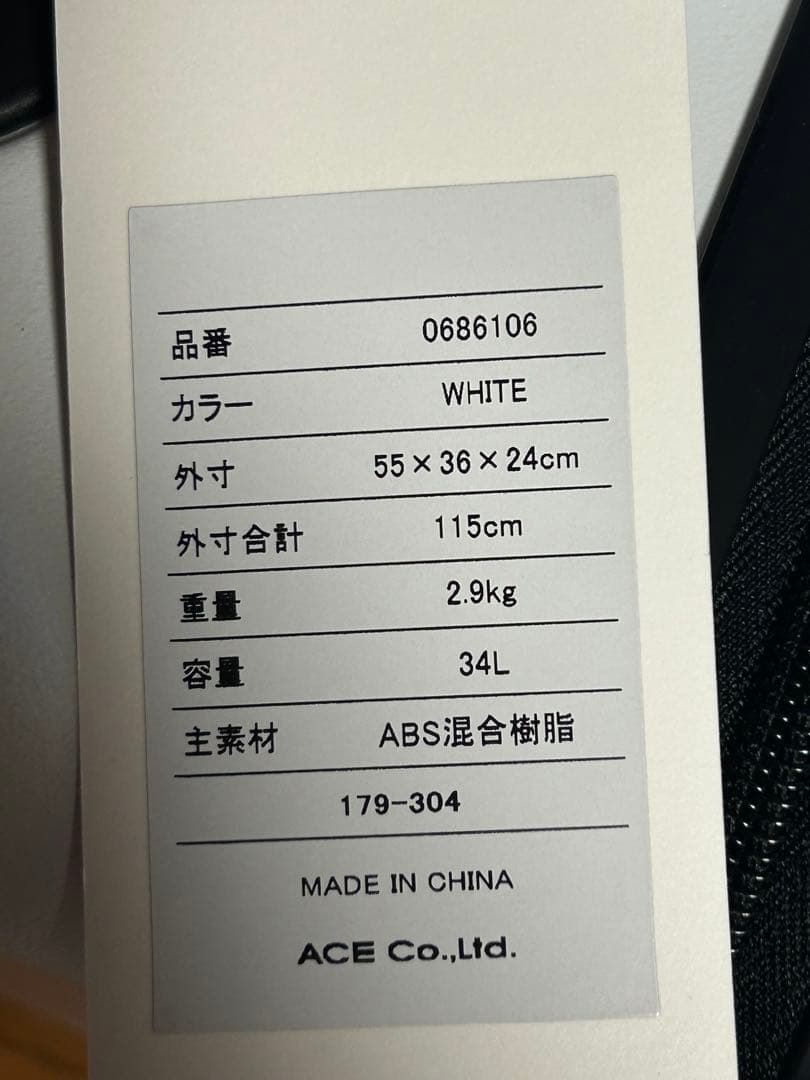 品番 0686106
カラー WHITE
外寸 55×36×24cm
外寸合計 115cm
重量 2.9kg
容量 34L
主素材 ABS混合樹脂
179-304
MADE IN CHINA
ACE Co.,Ltd.